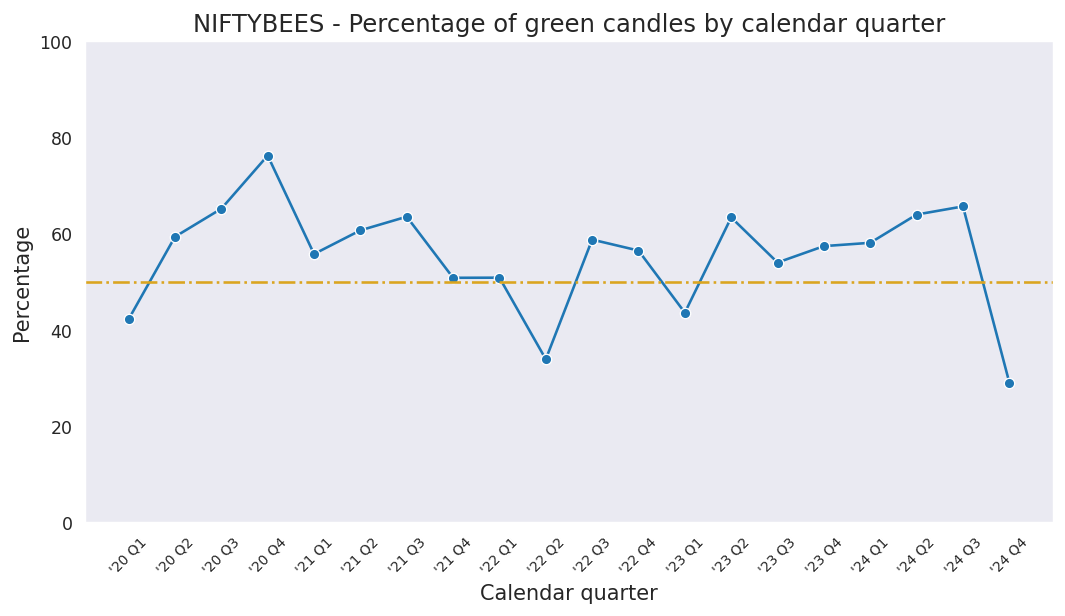 NIFTYBEES - Percentage of green candles by calendar quarter
Percentage
100
80
60
40
20
0
'20 Q1
'20 Q2
'20 Q3
'20 Q4
'21 Q1
'21 Q2
'21 Q3
'21 Q4
'22 Q1
'22 Q2
'22 Q3
'22 Q4
'23 Q1
'23 Q2
'23 Q3
'23 Q4
'24 Q1
'24 Q2
'24 Q3
'24 Q4
Calendar quarter